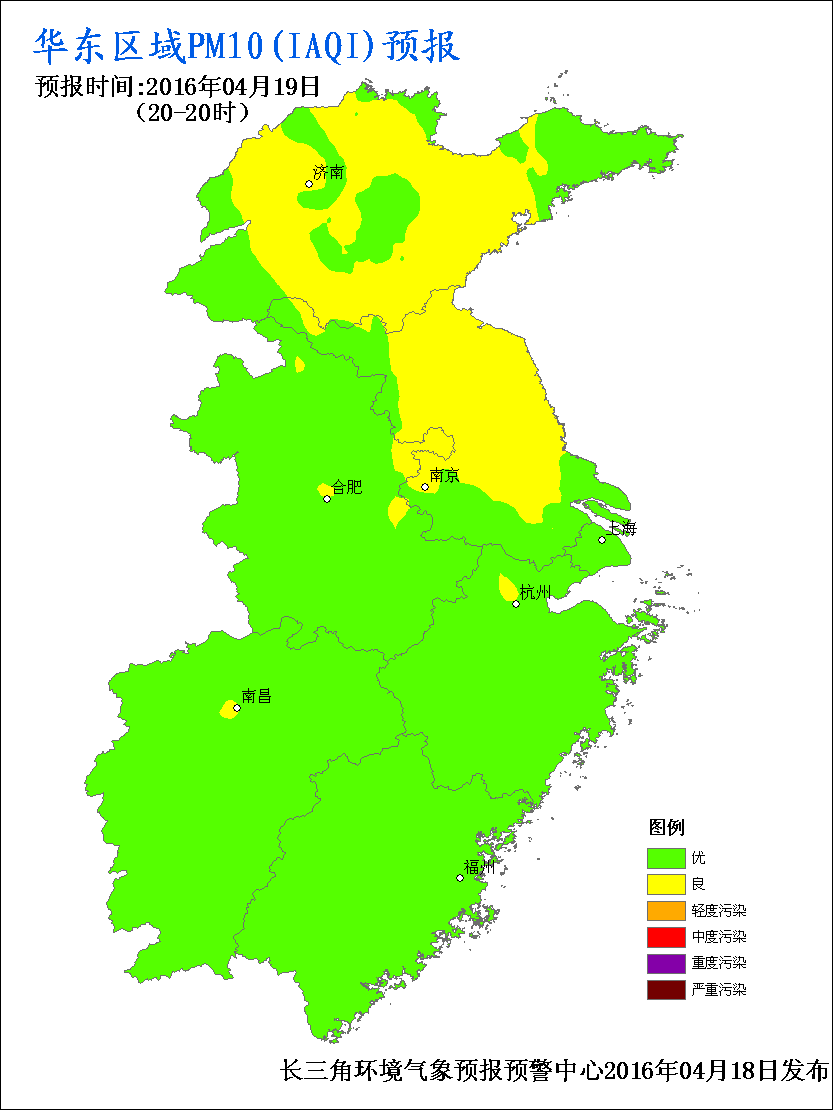 华东区域PM10(IAQI)预报
预报时间:2016年04月19日
(20-20时)
济南
南京
合肥
上海
杭州
南昌
福州
图例
优
良
轻度污染
中度污染
重度污染
严重污染
长三角环境气象预报预警中心2016年04月18日发布